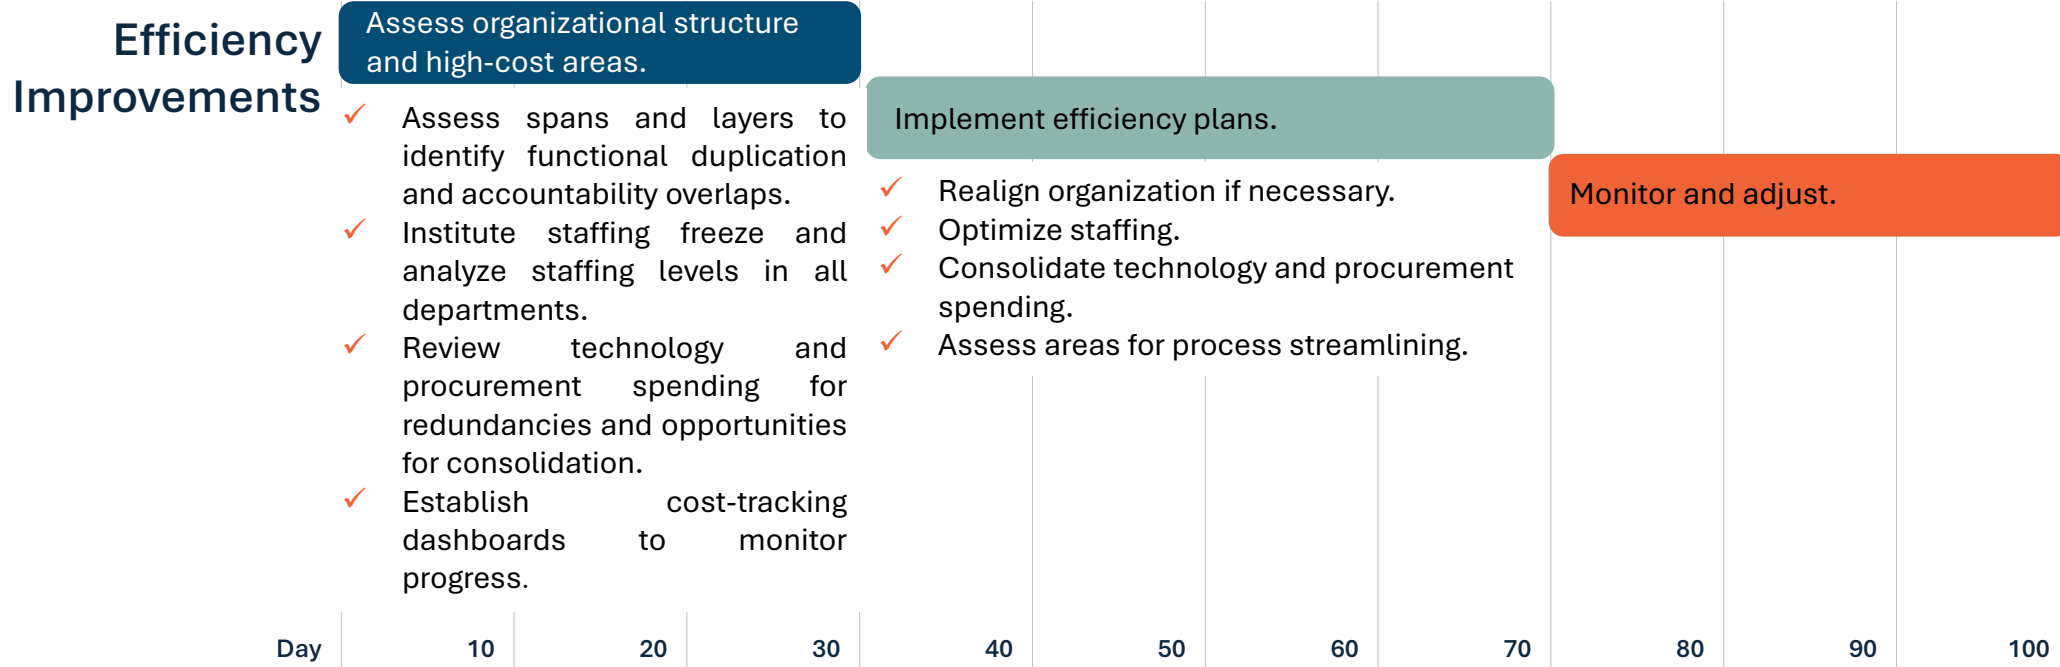 Efficiency
Improvements
Assess organizational structure
and high-cost areas.
Assess spans and layers to
identify functional duplication
and accountability overlaps.
Institute staffing freeze and
analyze staffing levels in all
departments.
Review technology and
procurement spending for
redundancies and opportunities
for consolidation.
Establish cost-tracking
dashboards to monitor
progress.
Implement efficiency plans.
Realign organization if necessary.
Optimize staffing.
Consolidate technology and procurement
spending.
Assess areas for process streamlining.
Monitor and adjust.
Day 10 20 30 40 50 60 70 80 90 100